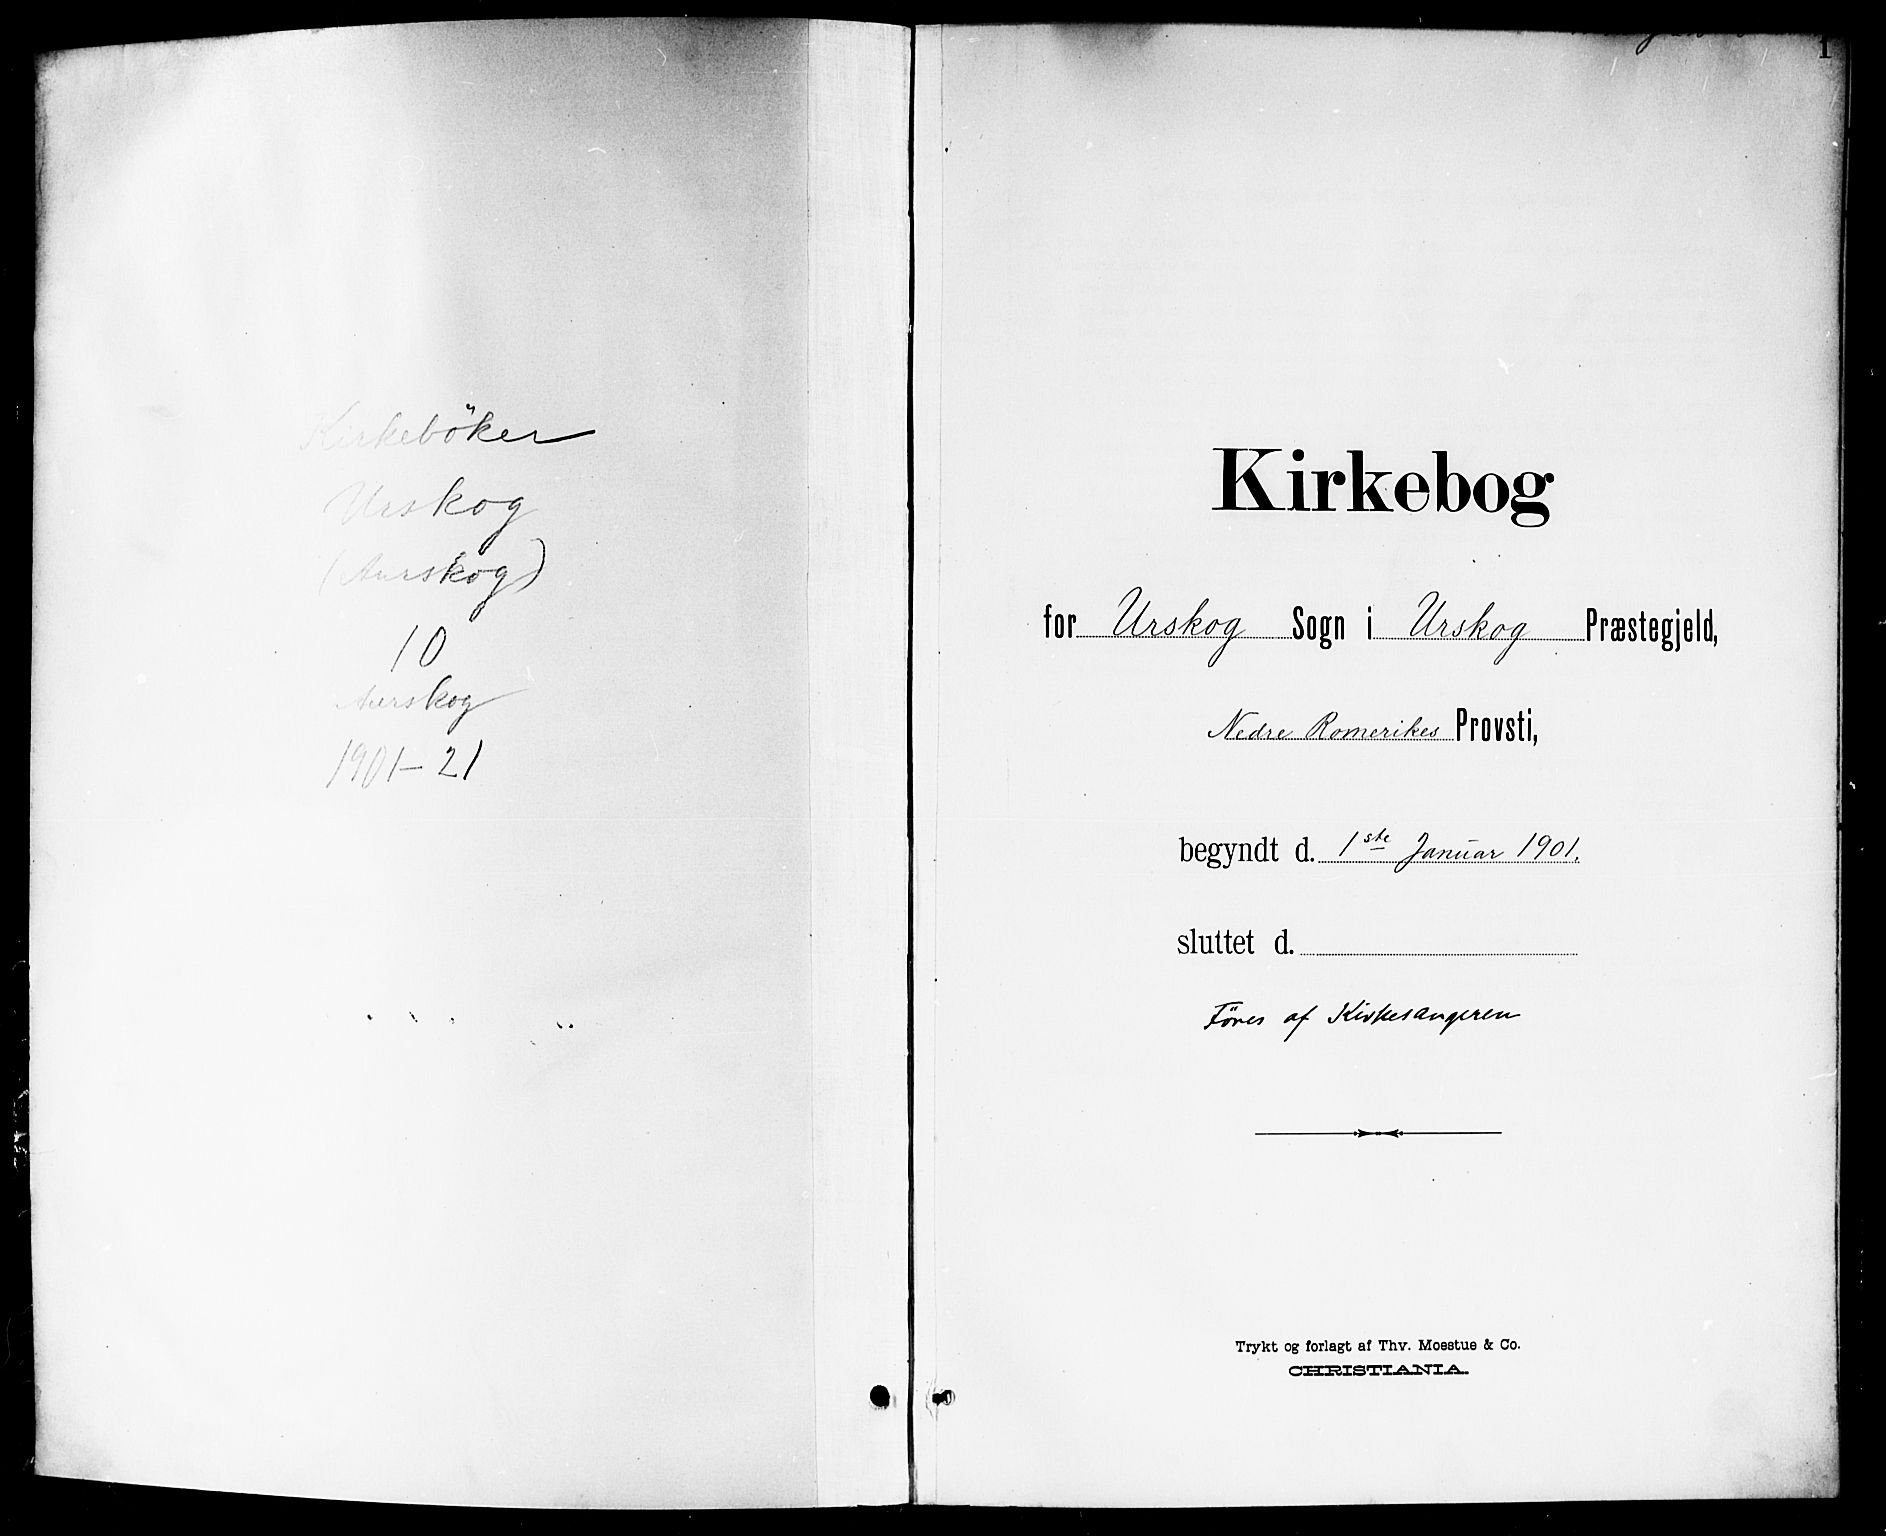 Kirkeböker
Urskog
(Aurskog)
10
Aurskog
1901-21
1
Kirkebog
for Urskog Sogn i Urskog Præstegjeld,
Nedre Romerikes Provsti,
begyndt d. 1ste Januar 1901.
sluttet d.
Föres af Kirkesangeren
Trykt og forlagt af Thv. Moestue & Co.
CHRISTIANIA.